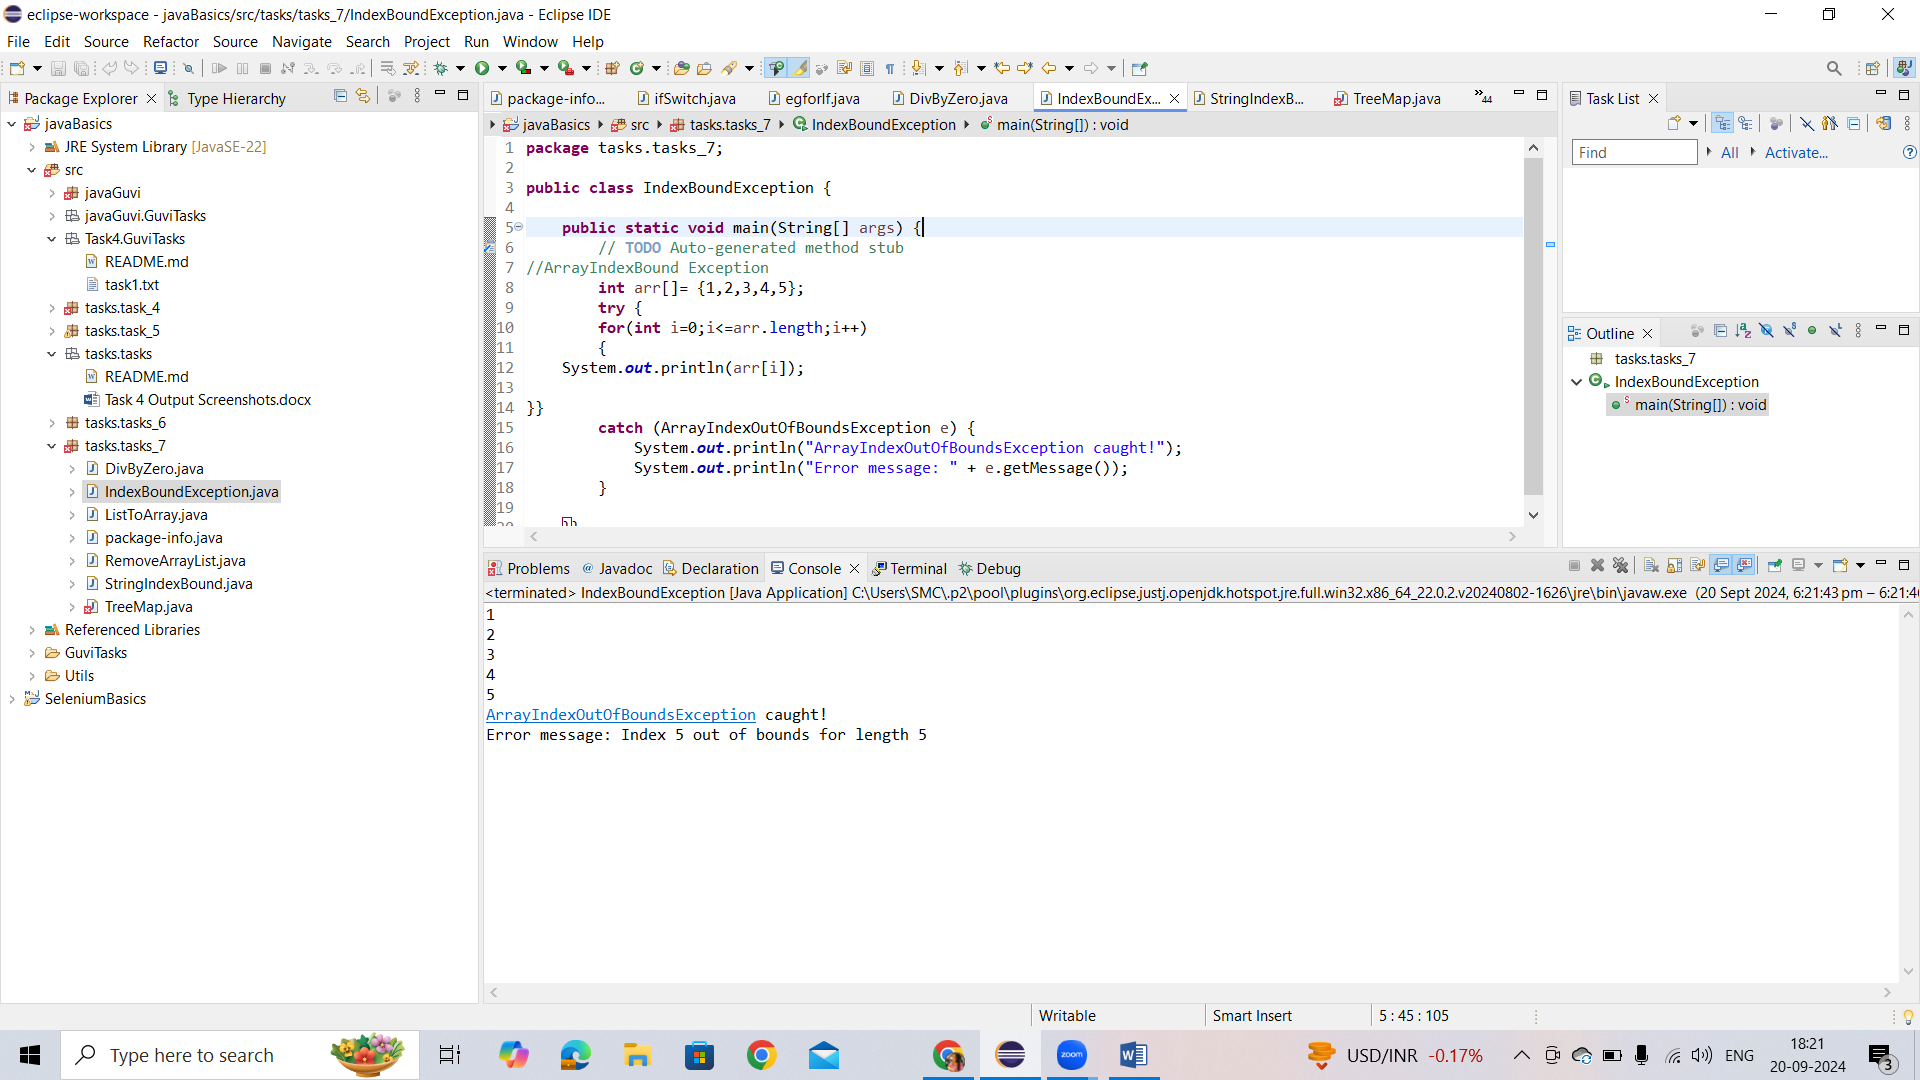 eclipse-workspace - javaBasics/src/tasks/tasks_7/IndexBoundException.java - Eclipse IDE
File Edit Source Refactor Source Navigate Search Project Run Window Help
Package Explorer Type Hierarchy
javaBasics
JRE System Library [JavaSE-22]
src
javaGuvi
javaGuvi.GuviTasks
Task4.GuviTasks
README.md
task1.txt
tasks.task_4
tasks.task_5
tasks.tasks
README.md
Task 4 Output Screenshots.docx
tasks.tasks_6
tasks.tasks_7
DivByZero.java
IndexBoundException.java
ListToArray.java
package-info.java
RemoveArrayList.java
StringIndexBound.java
TreeMap.java
Referenced Libraries
GuviTasks
Utils
SeleniumBasics
package-info... ifSwitch.java egforIf.java DivByZero.java IndexBoundEx... StringIndexB... TreeMap.java 44
javaBasics src tasks.tasks_7 IndexBoundException main(String[]) : void
1 package tasks.tasks_7;
2
3 public class IndexBoundException {
4
5 public static void main(String[] args) {
6 // TODO Auto-generated method stub
7 //ArrayIndexBound Exception
8 int arr[]= {1,2,3,4,5};
9 try {
10 for(int i=0;i<=arr.length;i++)
11 {
12 System.out.println(arr[i]);
13
14 }}
15 catch (ArrayIndexOutOfBoundsException e) {
16 System.out.println("ArrayIndexOutOfBoundsException caught!");
17 System.out.println("Error message: " + e.getMessage());
18 }
19
20 }}
Task List
Find All Activate...
Outline
tasks.tasks_7
IndexBoundException
main(String[]) : void
Problems Javadoc Declaration Console Terminal Debug
<terminated> IndexBoundException [Java Application] C:\Users\SMC\.p2\pool\plugins\org.eclipse.justj.openjdk.hotspot.jre.full.win32.x86_64_22.0.2.v20240802-1626\jre\bin\javaw.exe (20 Sept 2024, 6:21:43 pm – 6:21:4
1
2
3
4
5
ArrayIndexOutOfBoundsException caught!
Error message: Index 5 out of bounds for length 5
Writable Smart Insert 5 : 45 : 105
Type here to search
zoom
USD/INR -0.17%
ENG
18:21
20-09-2024
3